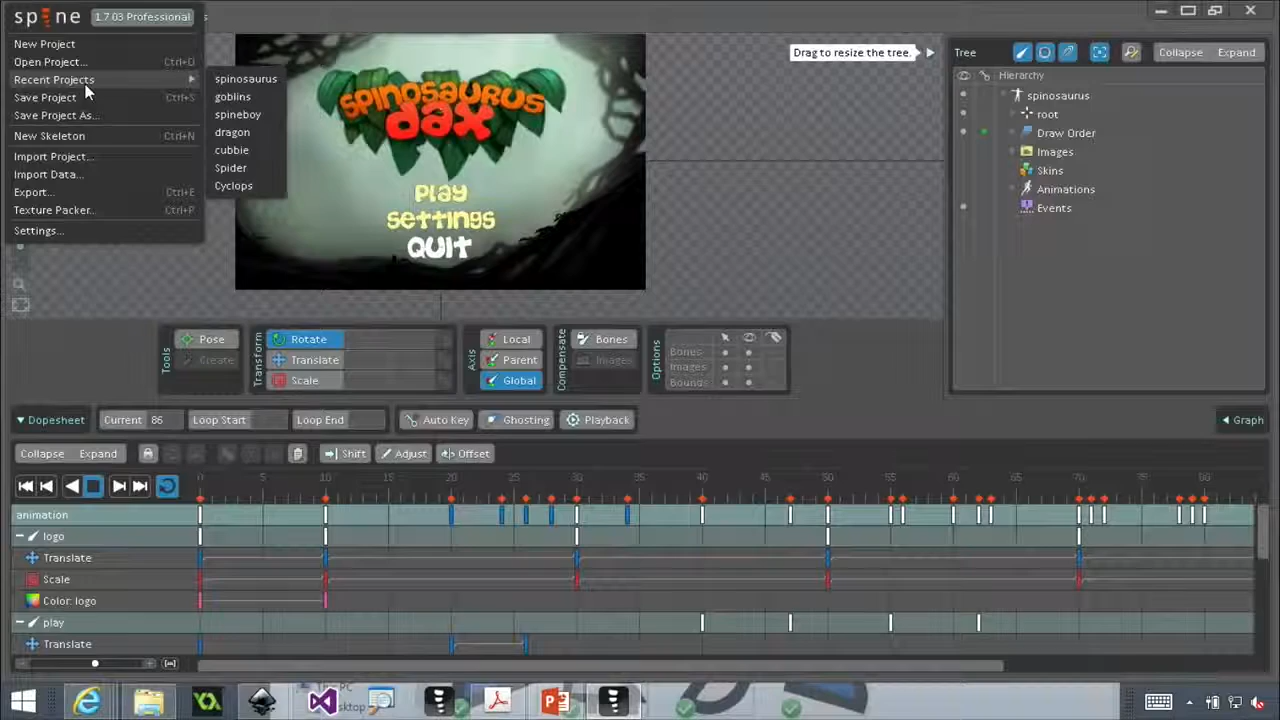 spine 1.7.03 Professional
New Project
Open Project... Ctrl+O
Recent Projects
Save Project Ctrl+S
Save Project As...
New Skeleton Ctrl+N
Import Project...
Import Data...
Export... Ctrl+E
Texture Packer... Ctrl+P
Settings...
spinosaurus
goblins
spineboy
dragon
cubbie
Spider
Cyclops
SPINOSAURUS
DAX
PLAY
SETTINGS
QUIT
Drag to resize the tree.
Tree Collapse Expand
Hierarchy
spinosaurus
root
Draw Order
Images
Skins
Animations
Events
Tools
Pose
Create
Transform
Rotate
Translate
Scale
Axis
Local
Parent
Global
Compensate
Bones
Images
Options
Bones
Images
Bounds
Dopesheet Current 86 Loop Start Loop End Auto Key Ghosting Playback Graph
Collapse Expand Shift Adjust Offset
0 5 10 15 20 25 30 35 40 45 50 55 60 65 70 75 80
animation
logo
Translate
Scale
Color: logo
play
Translate